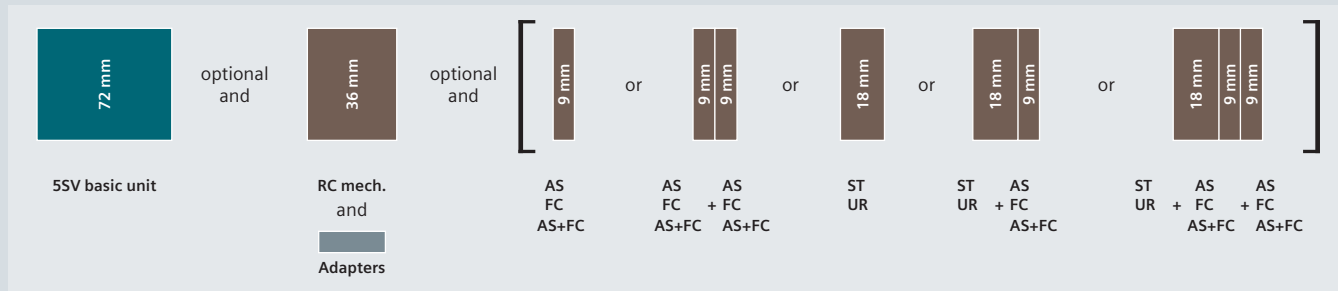 72 mm
optional
and
36 mm
optional
and
9 mm
or
9 mm
9 mm
or
18 mm
or
18 mm
9 mm
or
18 mm
9 mm
9 mm
5SV basic unit
RC mech.
and
Adapters
AS
FC
AS+FC
AS AS
FC + FC
AS+FC AS+FC
ST
UR
ST AS
UR + FC
AS+FC
ST AS AS
UR + FC + FC
AS+FC AS+FC